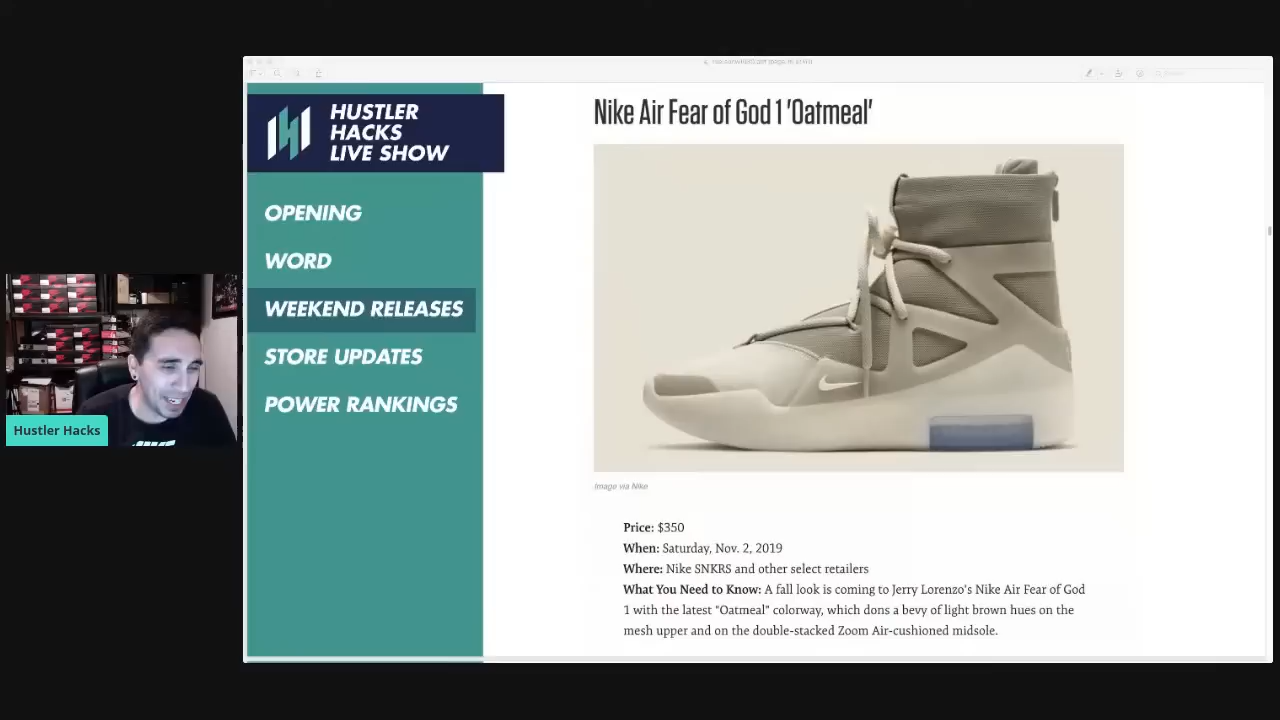 HUSTLER
HACKS
LIVE SHOW
OPENING
WORD
WEEKEND RELEASES
STORE UPDATES
POWER RANKINGS
Hustler Hacks
Nike Air Fear of God 1 'Oatmeal'
Image via Nike
Price: $350
When: Saturday, Nov. 2, 2019
Where: Nike SNKRS and other select retailers
What You Need to Know: A fall look is coming to Jerry Lorenzo's Nike Air Fear of God
1 with the latest "Oatmeal" colorway, which dons a bevy of light brown hues on the
mesh upper and on the double-stacked Zoom Air-cushioned midsole.